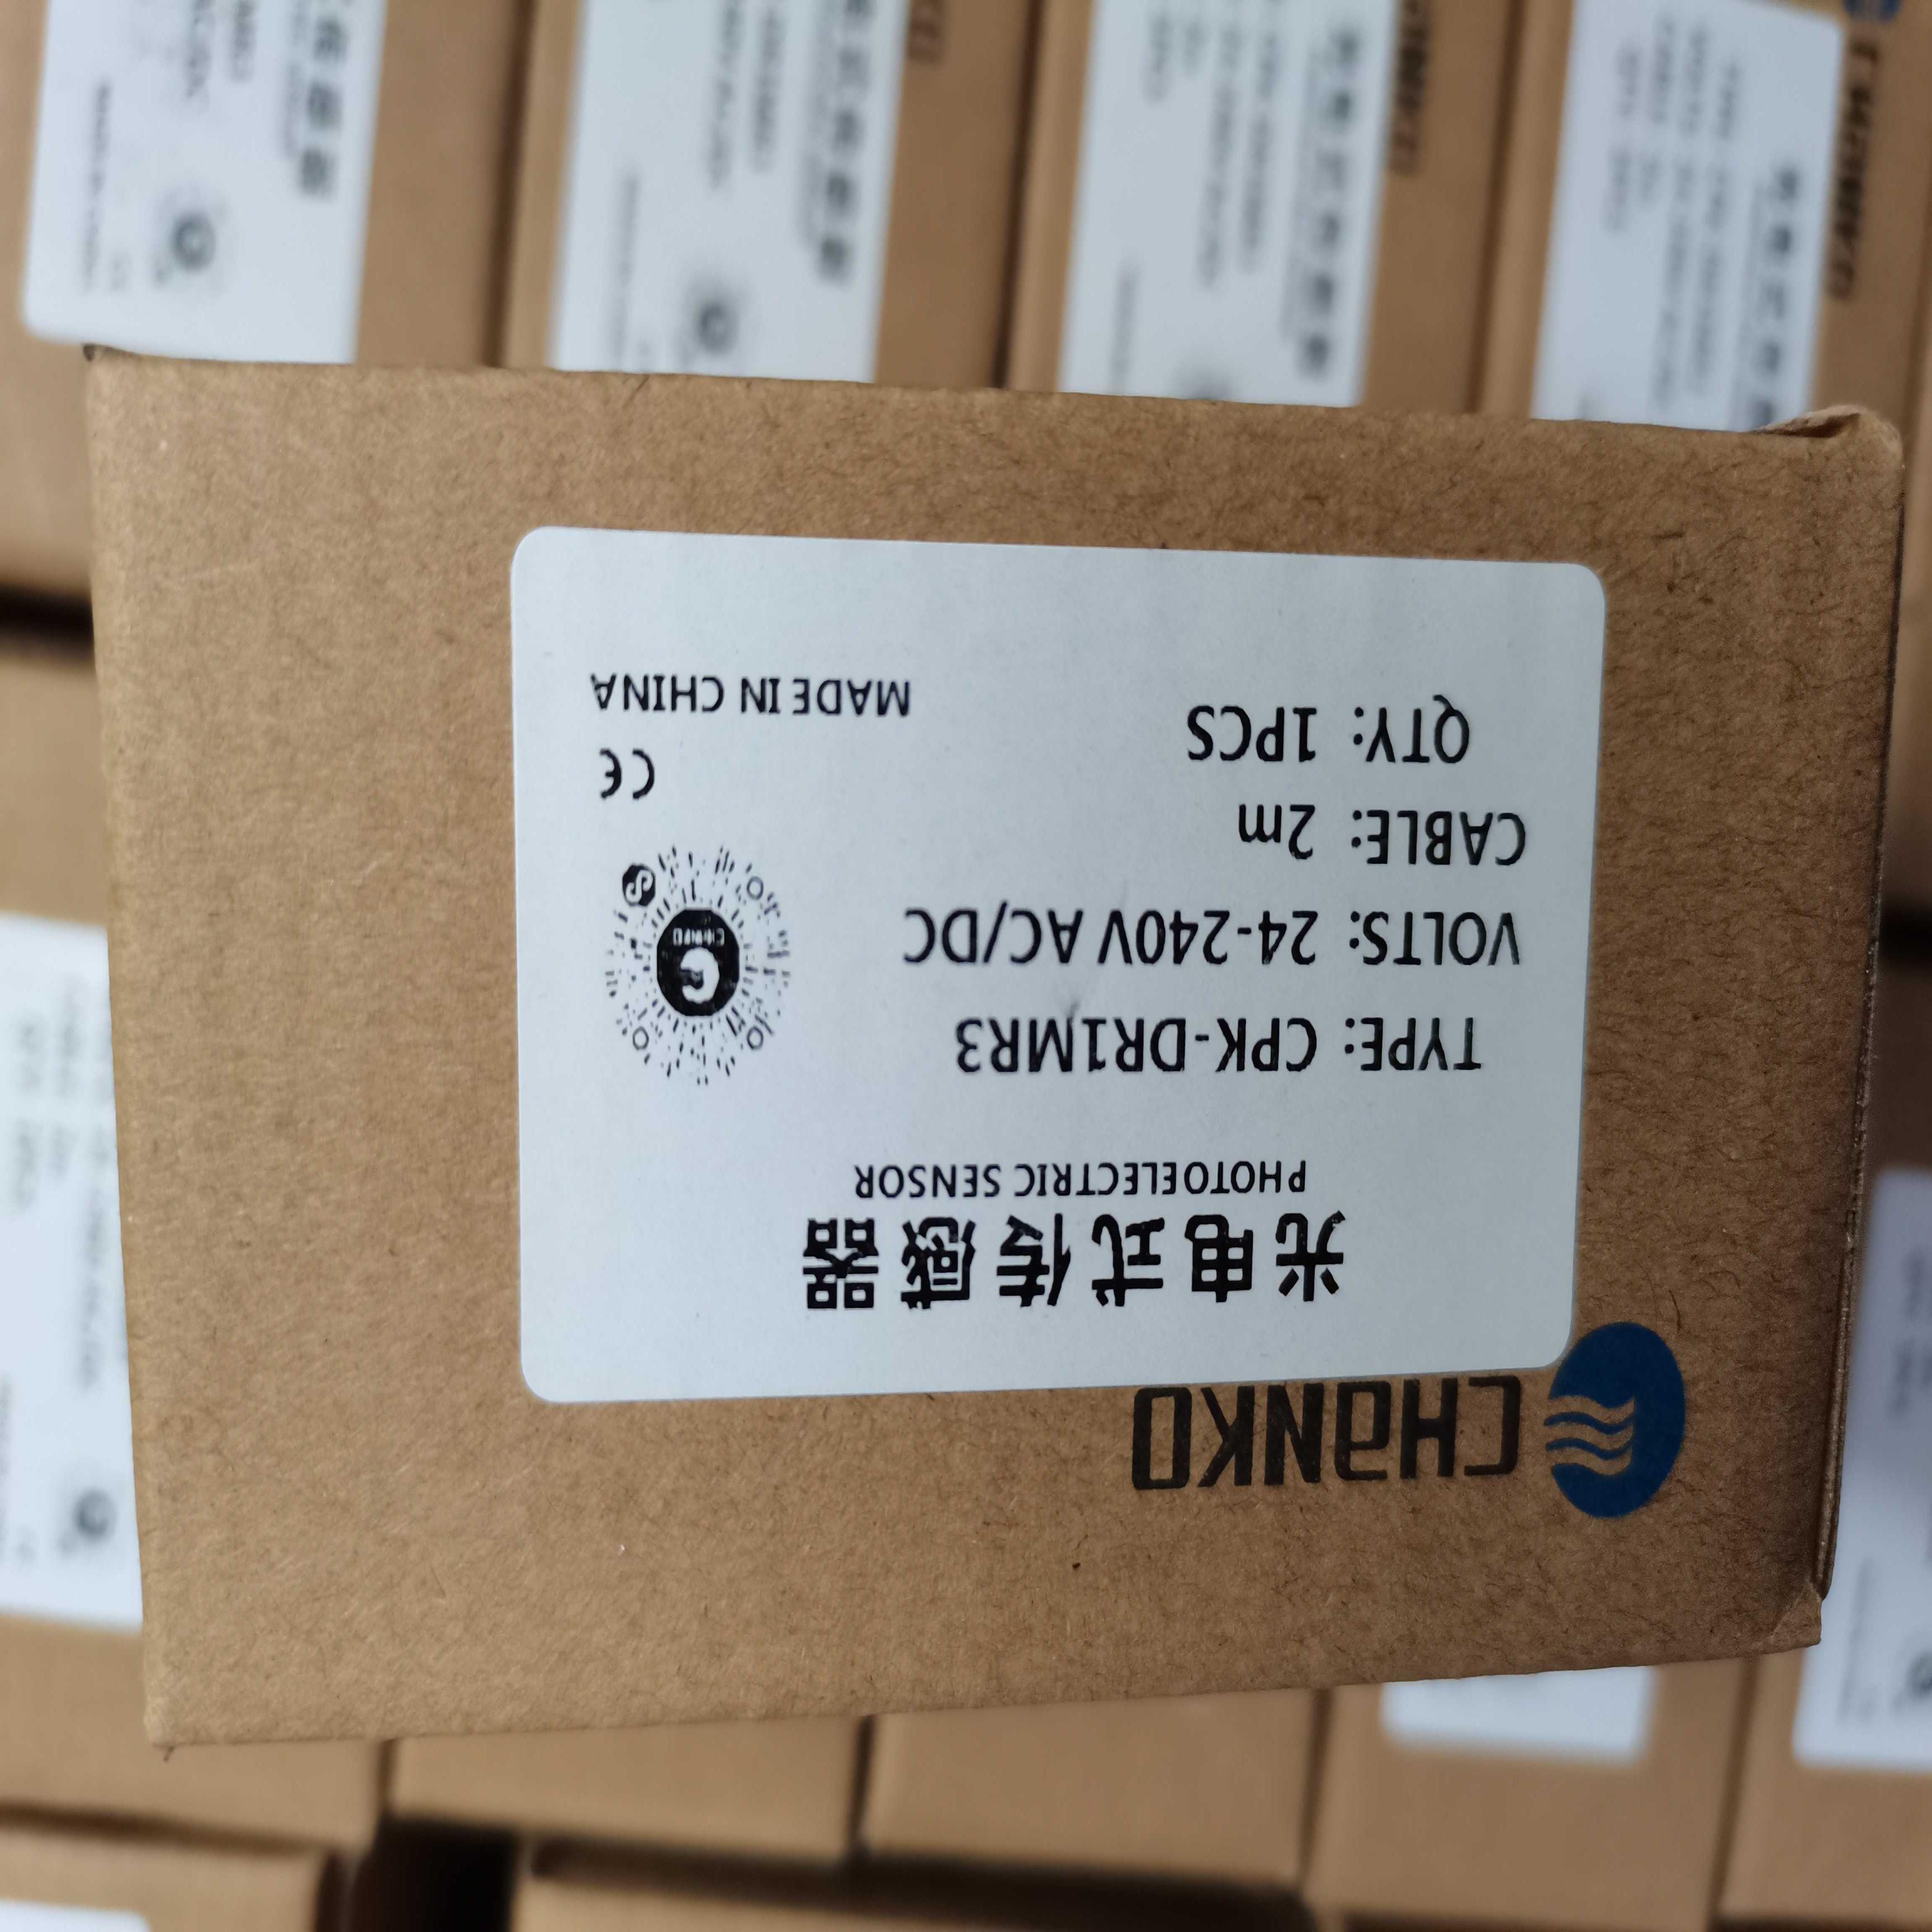 CHANKO
光电式传感器
PHOTOELECTRIC SENSOR
TYPE: CPK-DR1MR3
VOLTS: 24-240V AC/DC
CABLE: 2m
QTY: 1PCS
CHANKO
CE
MADE IN CHINA